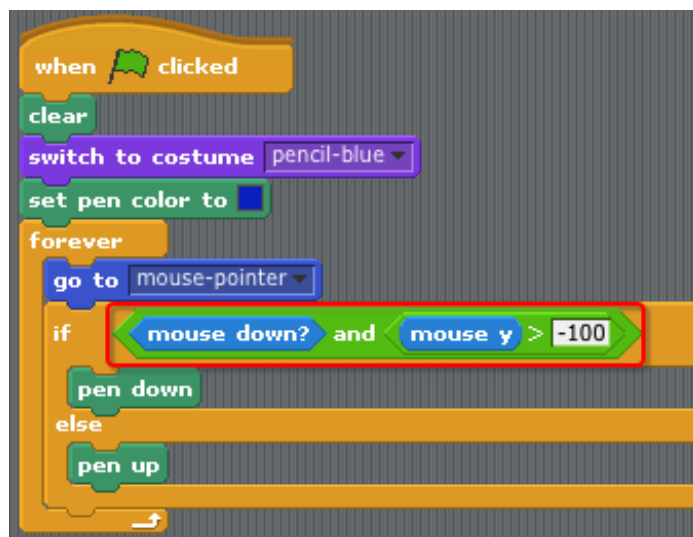 when clicked
clear
switch to costume pencil-blue
set pen color to
forever
go to mouse-pointer
if mouse down? and mouse y > -100
pen down
else
pen up